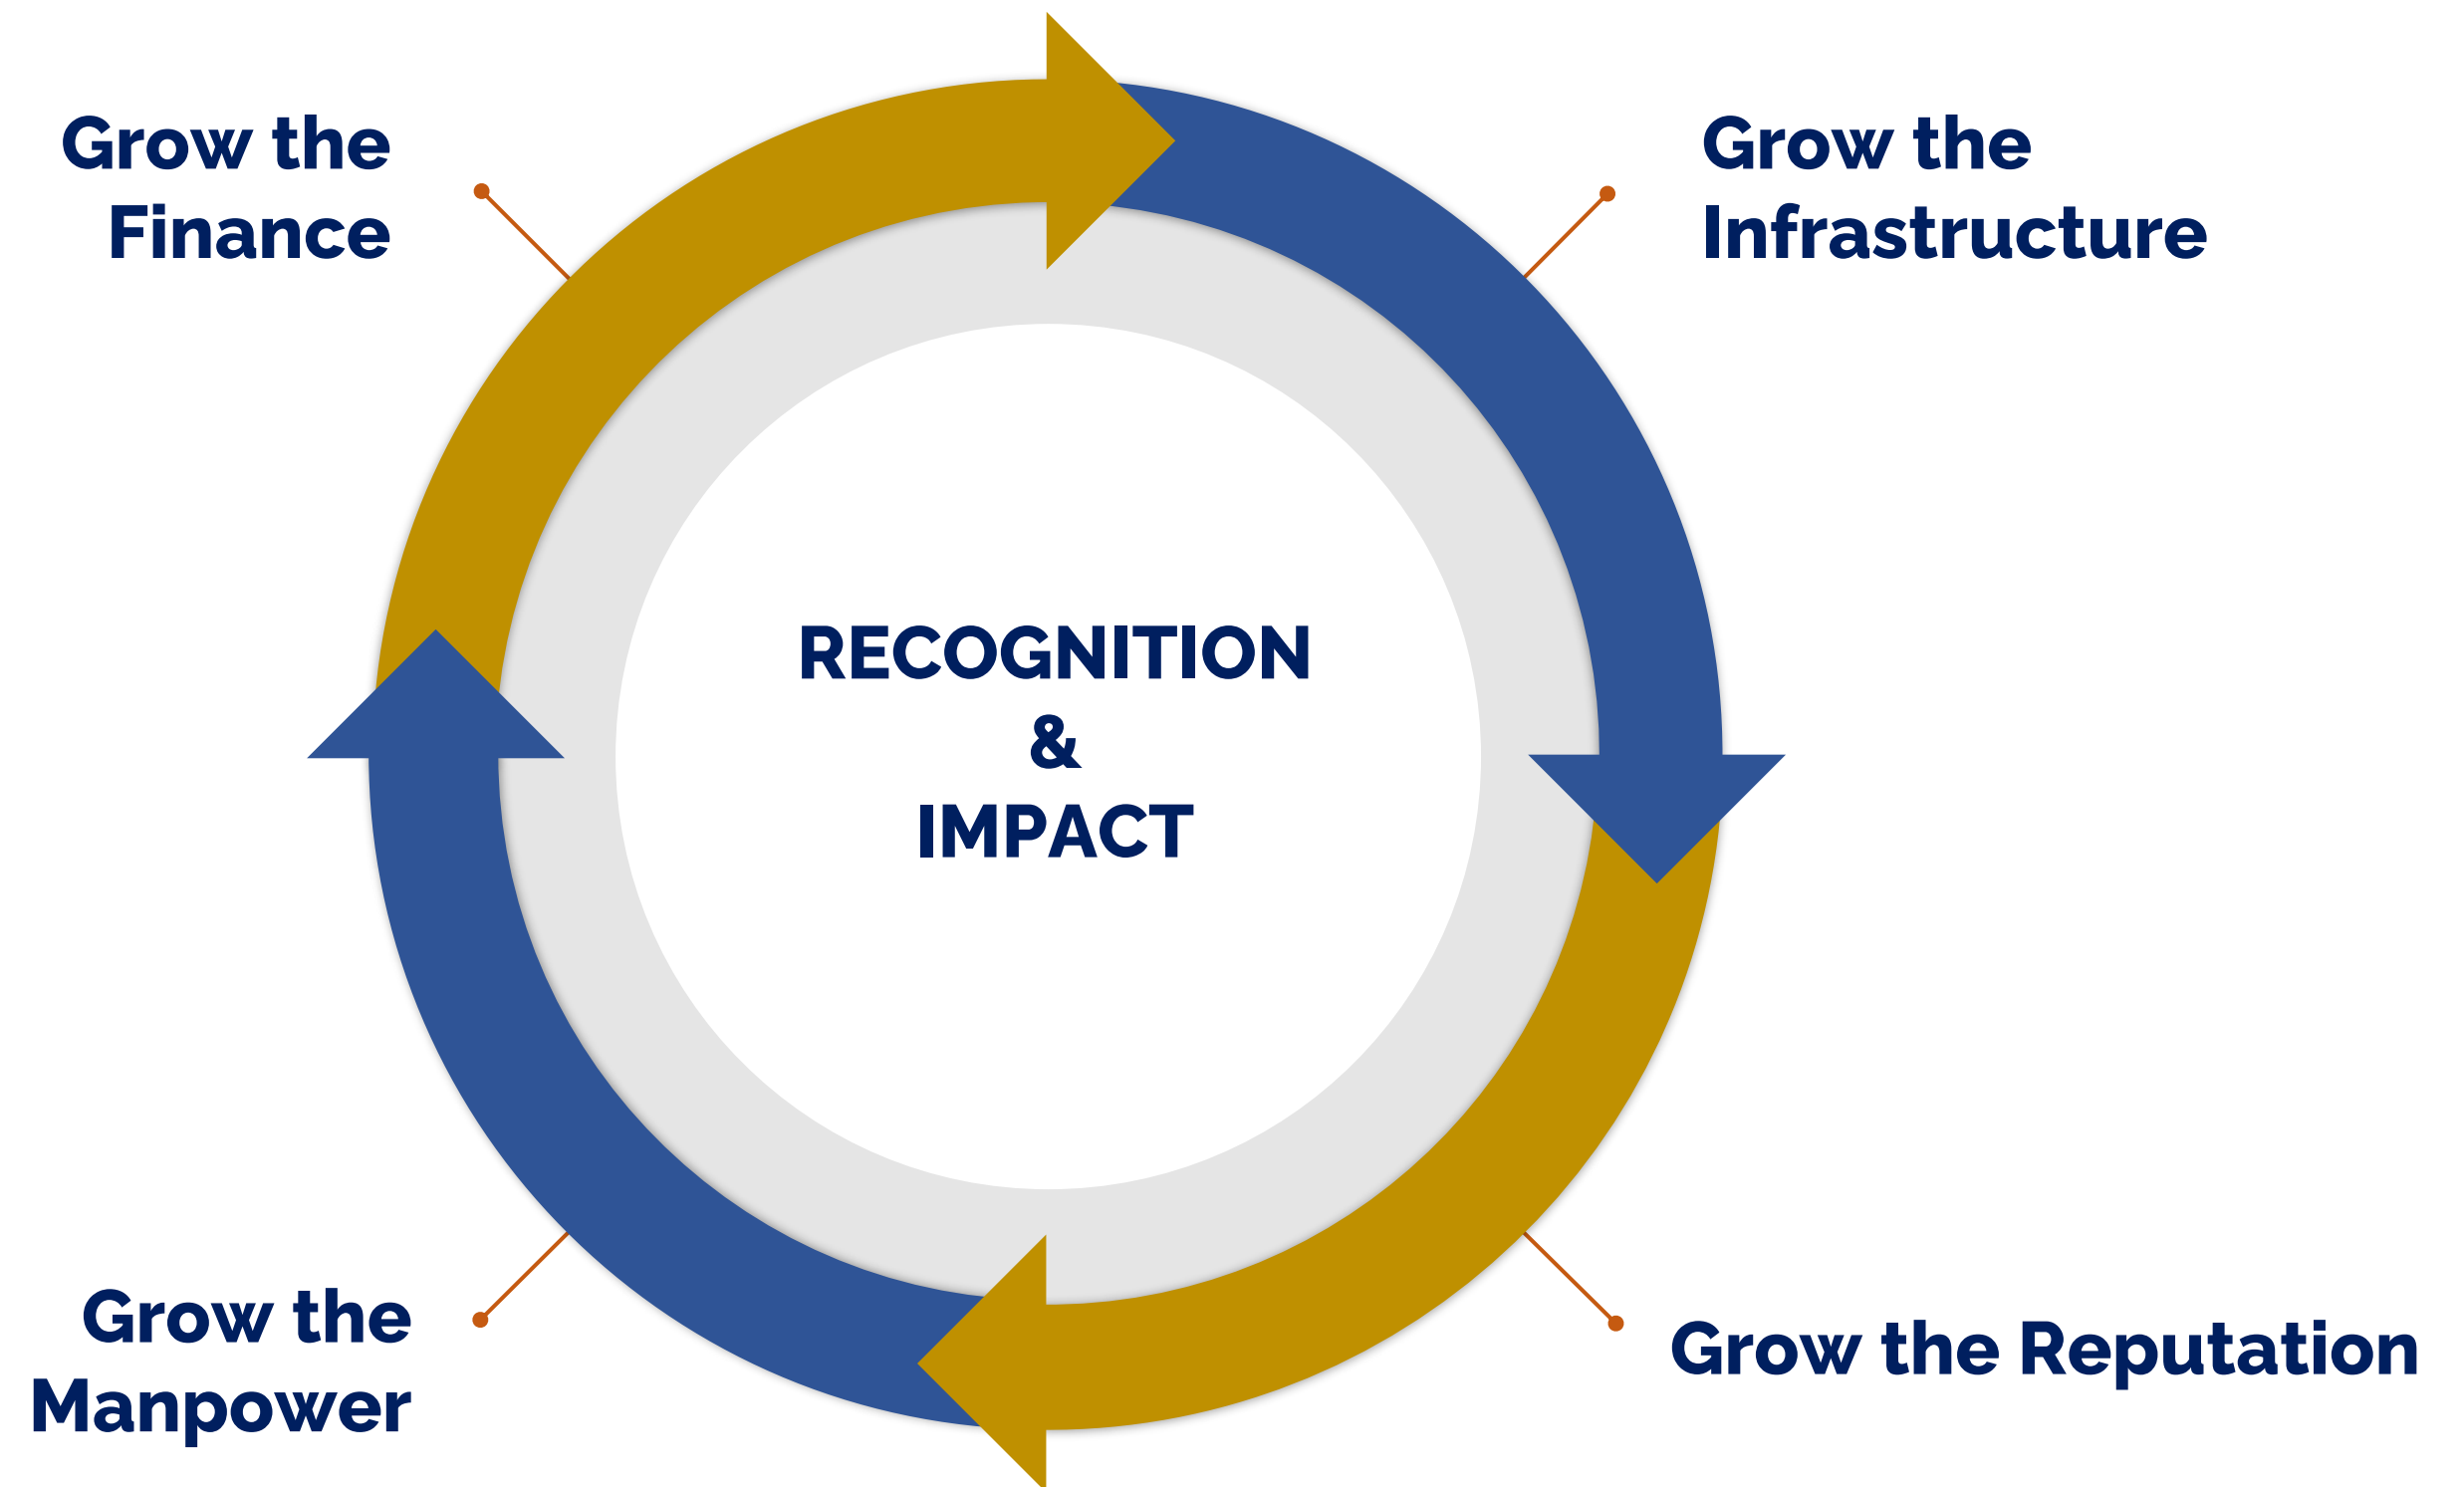 Grow the
Finance
Grow the
Infrastructure
RECOGNITION
&
IMPACT
Grow the
Manpower
Grow the Reputation